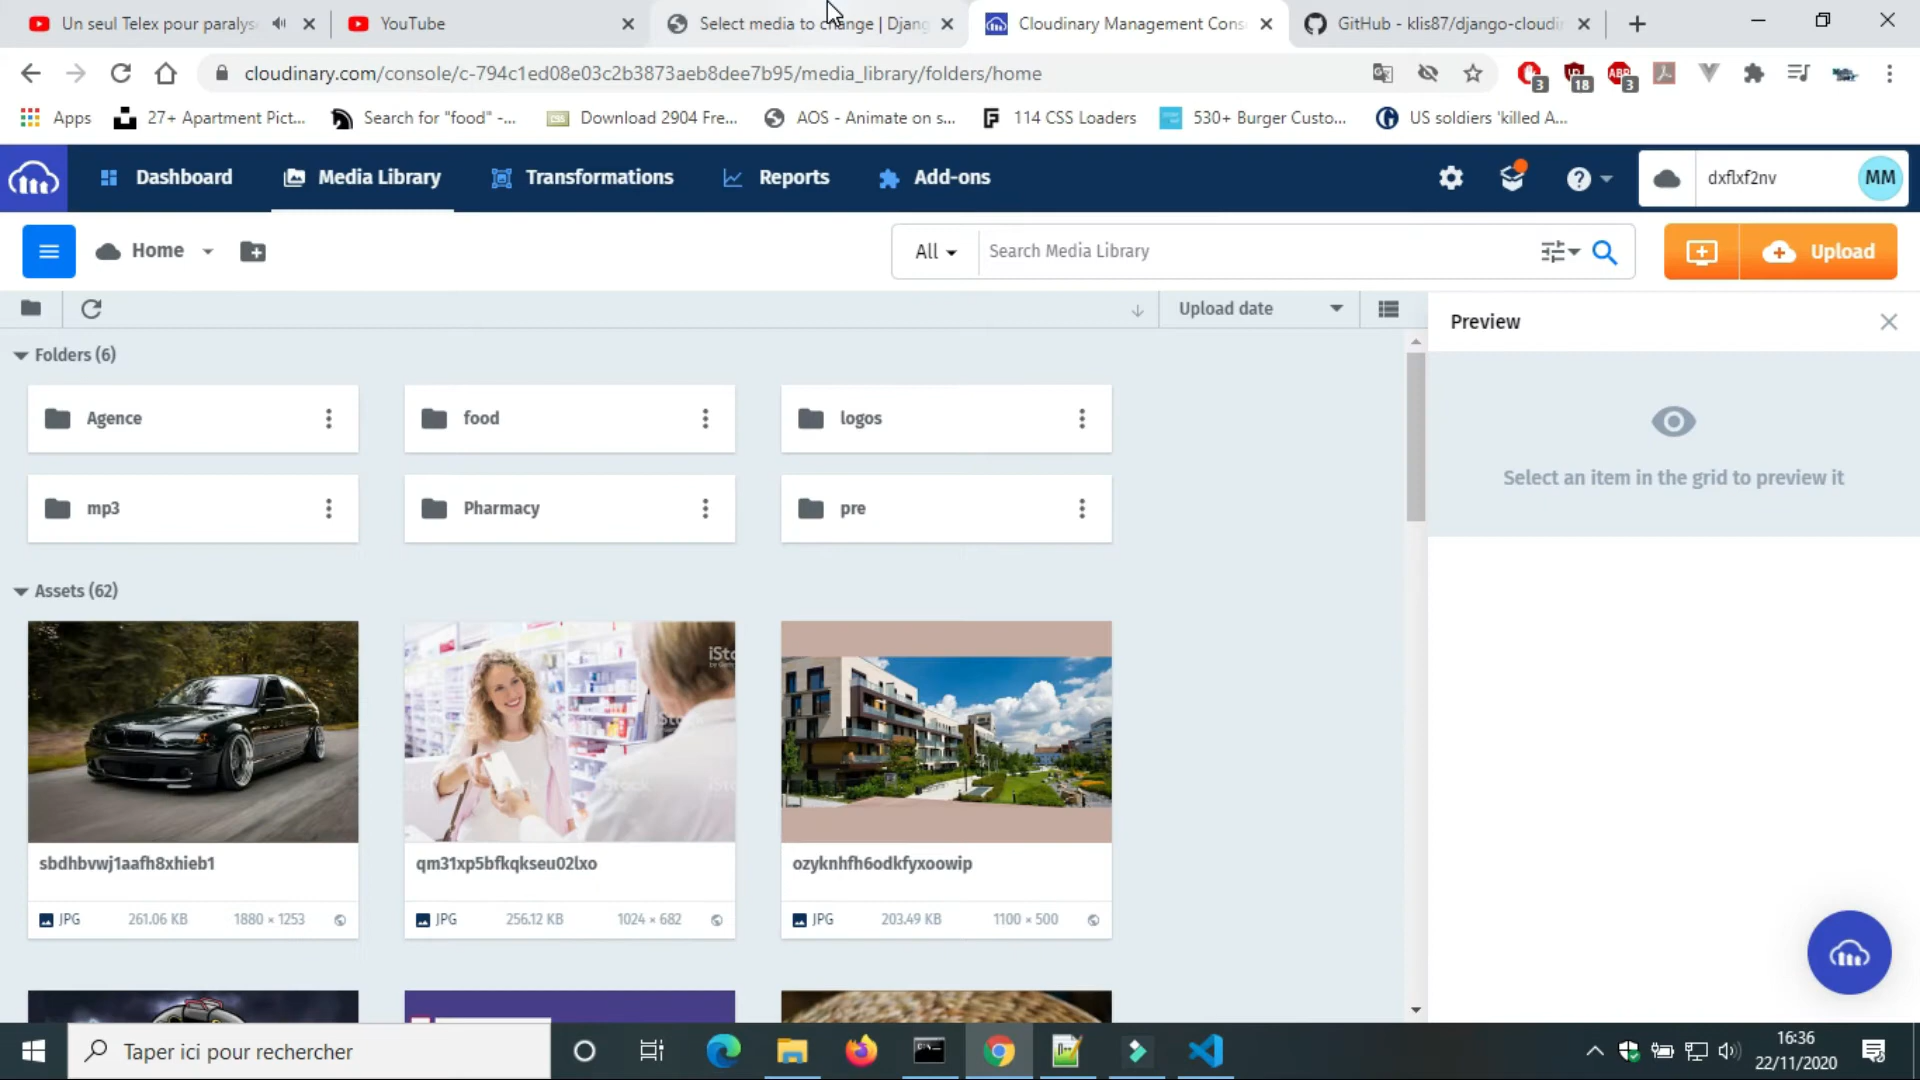 Un seul Telex pour paralys
YouTube
Select media to change | Djang
Cloudinary Management Cons
GitHub - klis87/django-cloudin
cloudinary.com/console/c-794c1ed08e03c2b3873aeb8dee7b95/media_library/folders/home
3
18
ABP
3
Apps
27+ Apartment Pict...
Search for "food" -...
Download 2904 Fre...
AOS - Animate on s...
114 CSS Loaders
530+ Burger Custo...
US soldiers 'killed A...
Dashboard
Media Library
Transformations
Reports
Add-ons
dxflxf2nv
MM
Home
All
Search Media Library
Upload
Upload date
Preview
Folders (6)
Agence
food
logos
mp3
Pharmacy
pre
Select an item in the grid to preview it
Assets (62)
sbdhbvwj1aafh8xhieb1
qm31xp5bfkqkseu02lxo
ozyknhfh6odkfyxoowip
JPG 261.06 KB 1880 × 1253
JPG 256.12 KB 1024 × 682
JPG 203.49 KB 1100 × 500
Taper ici pour rechercher
16:36
22/11/2020